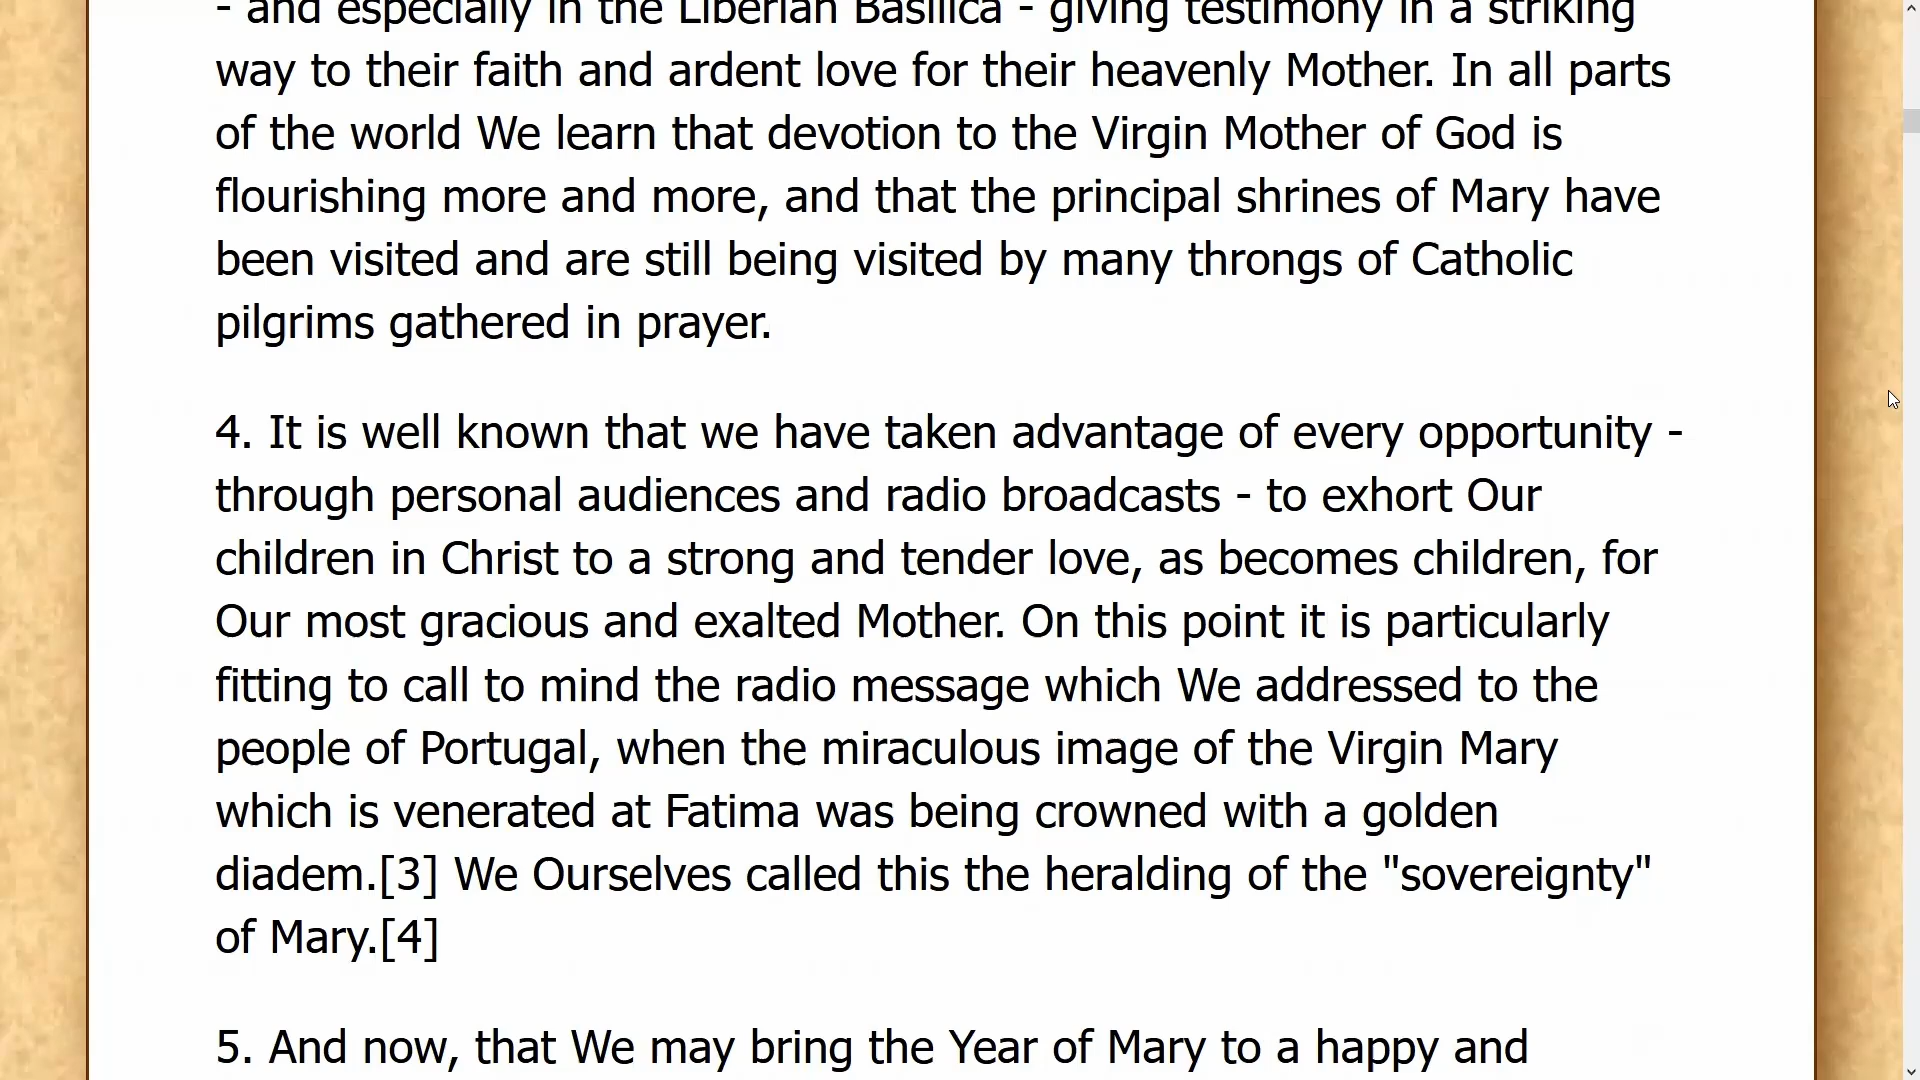 - and especially in the Liberian Basilica - giving testimony in a striking
way to their faith and ardent love for their heavenly Mother. In all parts
of the world We learn that devotion to the Virgin Mother of God is
flourishing more and more, and that the principal shrines of Mary have
been visited and are still being visited by many throngs of Catholic
pilgrims gathered in prayer.
4. It is well known that we have taken advantage of every opportunity -
through personal audiences and radio broadcasts - to exhort Our
children in Christ to a strong and tender love, as becomes children, for
Our most gracious and exalted Mother. On this point it is particularly
fitting to call to mind the radio message which We addressed to the
people of Portugal, when the miraculous image of the Virgin Mary
which is venerated at Fatima was being crowned with a golden
diadem.[3] We Ourselves called this the heralding of the "sovereignty"
of Mary.[4]
5. And now, that We may bring the Year of Mary to a happy and